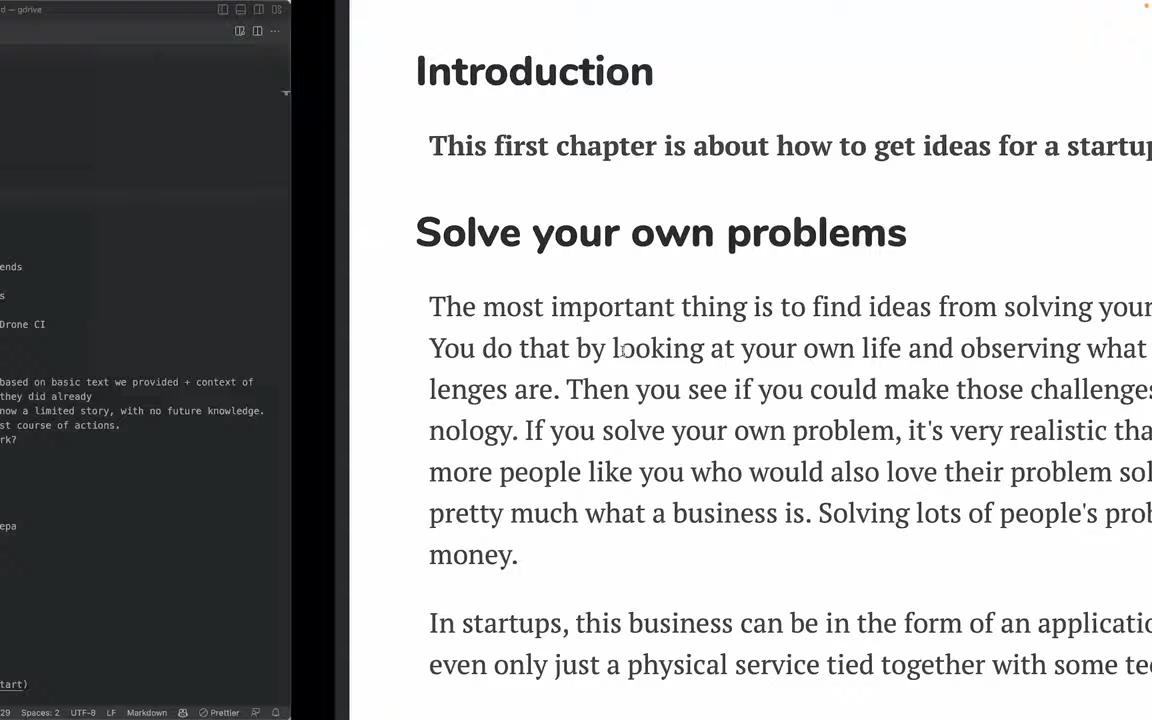 d — gdrive
ends
s
Drone CI
based on basic text we provided + context of
they did already
now a limited story, with no future knowledge.
st course of actions.
rk?
epa
tart)
29 Spaces: 2 UTF-8 LF Markdown Prettier
Introduction
This first chapter is about how to get ideas for a startup
Solve your own problems
The most important thing is to find ideas from solving your
You do that by looking at your own life and observing what
lenges are. Then you see if you could make those challenges
nology. If you solve your own problem, it's very realistic tha
more people like you who would also love their problem sol
pretty much what a business is. Solving lots of people's prob
money.
In startups, this business can be in the form of an applicatio
even only just a physical service tied together with some te